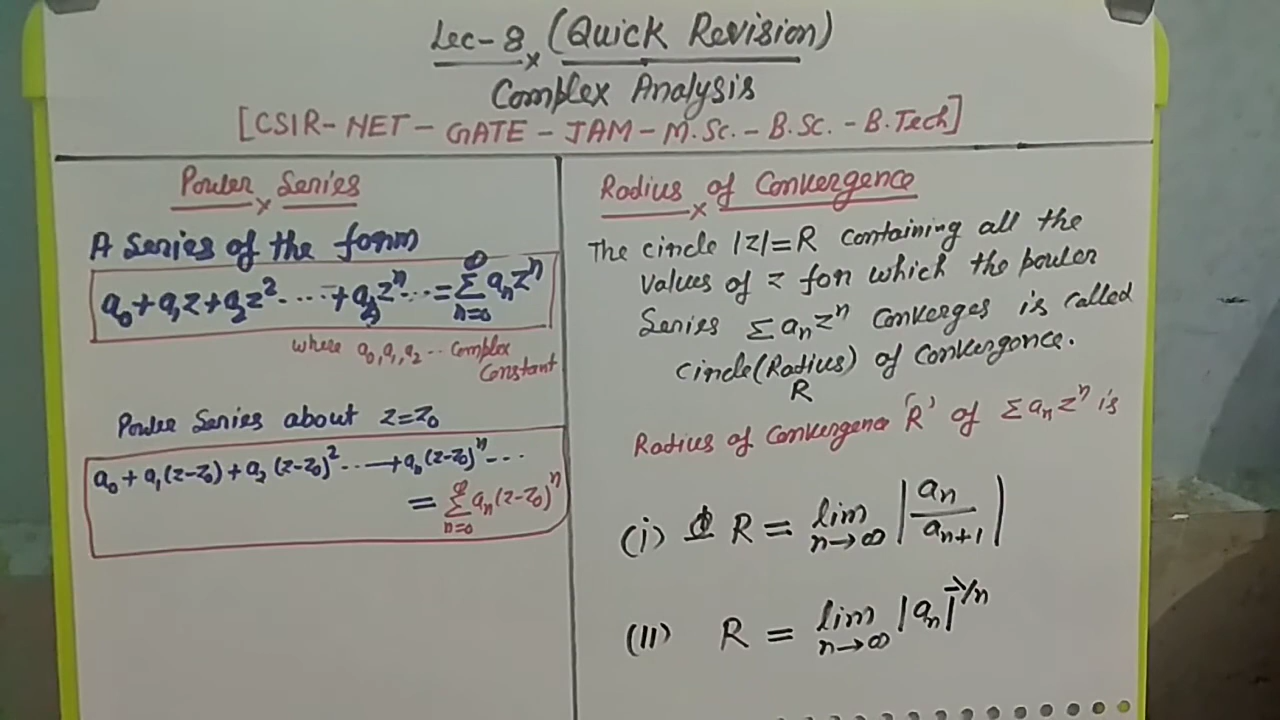 Lec-8 (Quick Revision)
Complex Analysis
[CSIR-NET-GATE-JAM-M.Sc.-B.Sc.-B.Tech]
Power Series
A Series of the form
a₀+a₁z+a₂z².....+aₙzⁿ...=∑_{n=0}^{∞} aₙzⁿ
where a₀,a₁,a₂... Complex
Constant
Power Series about z=z₀
a₀+a₁(z-z₀)+a₂(z-z₀)²...—+aₙ(z-z₀)ⁿ---
=∑_{n=0}^{∞} aₙ(z-z₀)ⁿ
Radius of Convergence
The circle |z|=R containing all the
values of z for which the power
Series ∑aₙzⁿ converges is called
circle(Radius) of convergence.
R
Radius of Convergence 'R' of ∑aₙzⁿ is
(i) R = lim_{n→∞} |aₙ/aₙ₊₁|
(II) R = lim_{n→∞} |aₙ|^{-1/n}